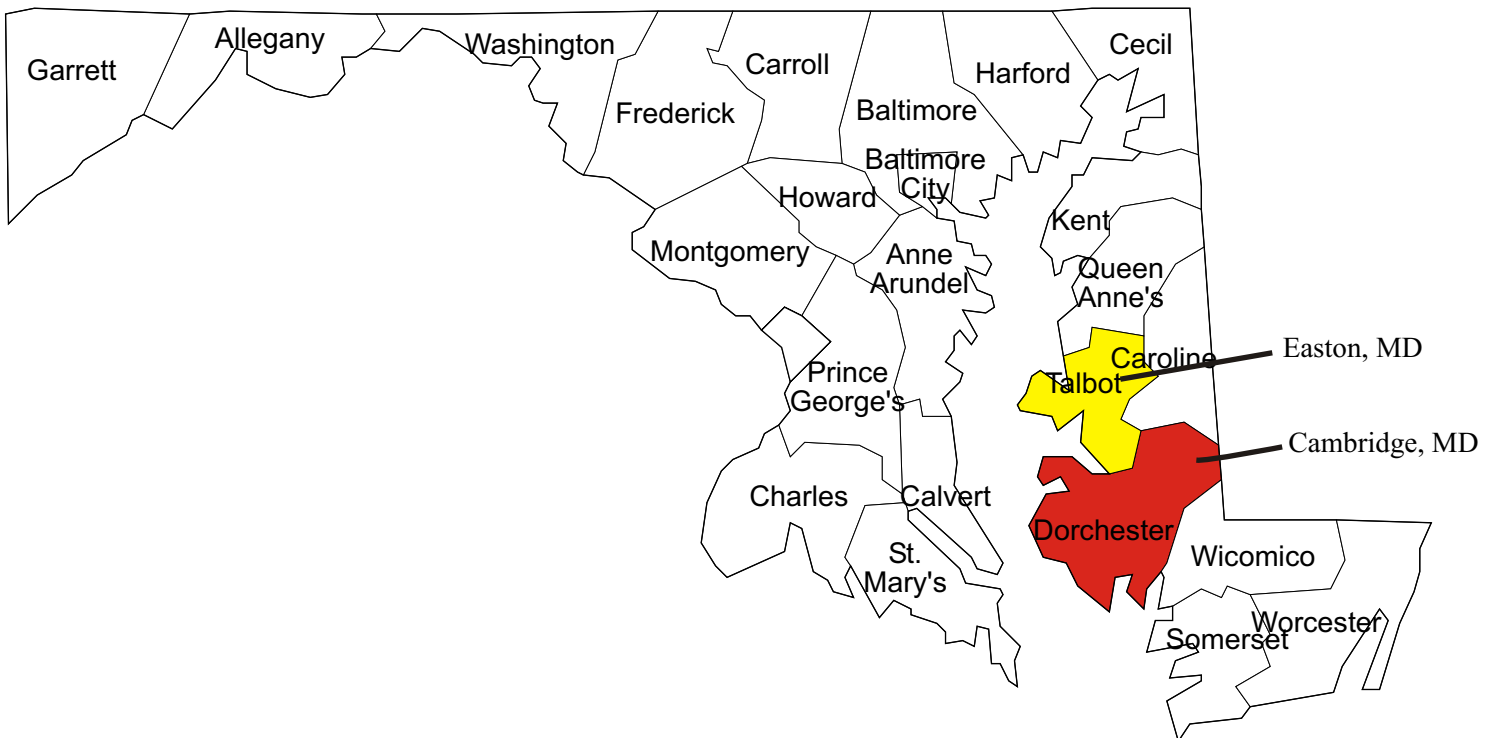 Garrett
Allegany
Washington
Frederick
Carroll
Baltimore
Baltimore
City
Harford
Cecil
Howard
Montgomery
Anne
Arundel
Kent
Queen
Anne's
Prince
George's
Caroline
Talbot
Easton, MD
Cambridge, MD
Charles
Calvert
St.
Mary's
Dorchester
Wicomico
Worcester
Somerset